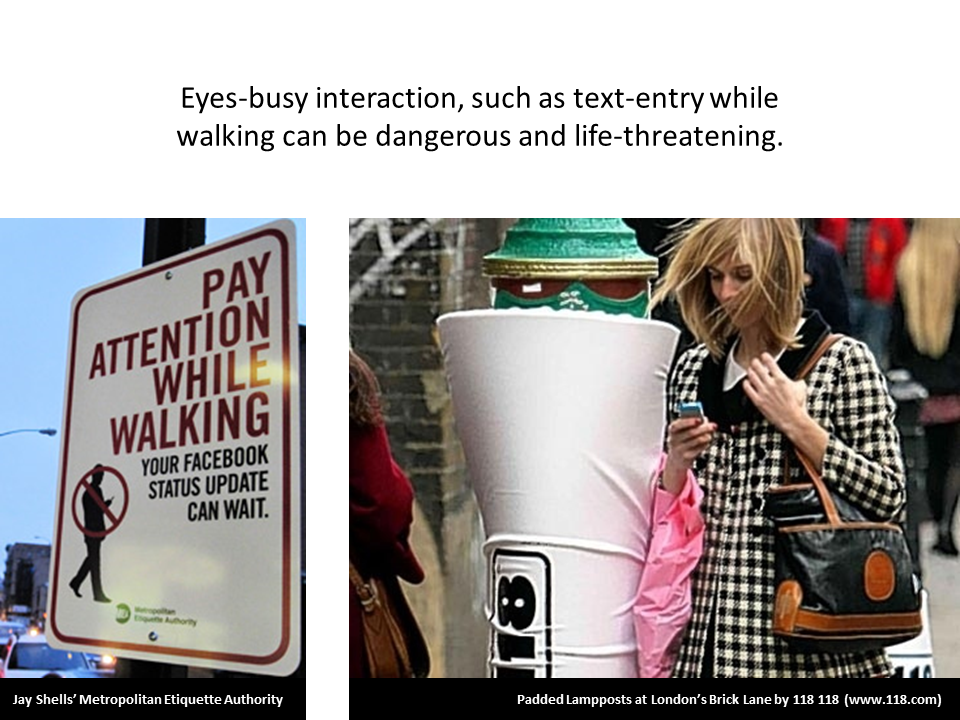 Eyes-busy interaction, such as text-entry while
walking can be dangerous and life-threatening.
PAY
ATTENTION
WHILE
WALKING
YOUR FACEBOOK
STATUS UPDATE
CAN WAIT.
Metropolitan
Etiquette Authority
118
Jay Shells’ Metropolitan Etiquette Authority
Padded Lampposts at London’s Brick Lane by 118 118 (www.118.com)